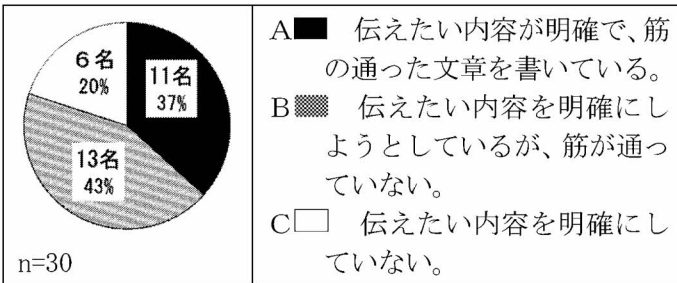 6名
20%
11名
37%
13名
43%
n=30
A■ 伝えたい内容が明確で、筋
の通った文章を書いている。
B▩ 伝えたい内容を明確にし
ようとしているが、筋が通っ
ていない。
C□ 伝えたい内容を明確にし
ていない。